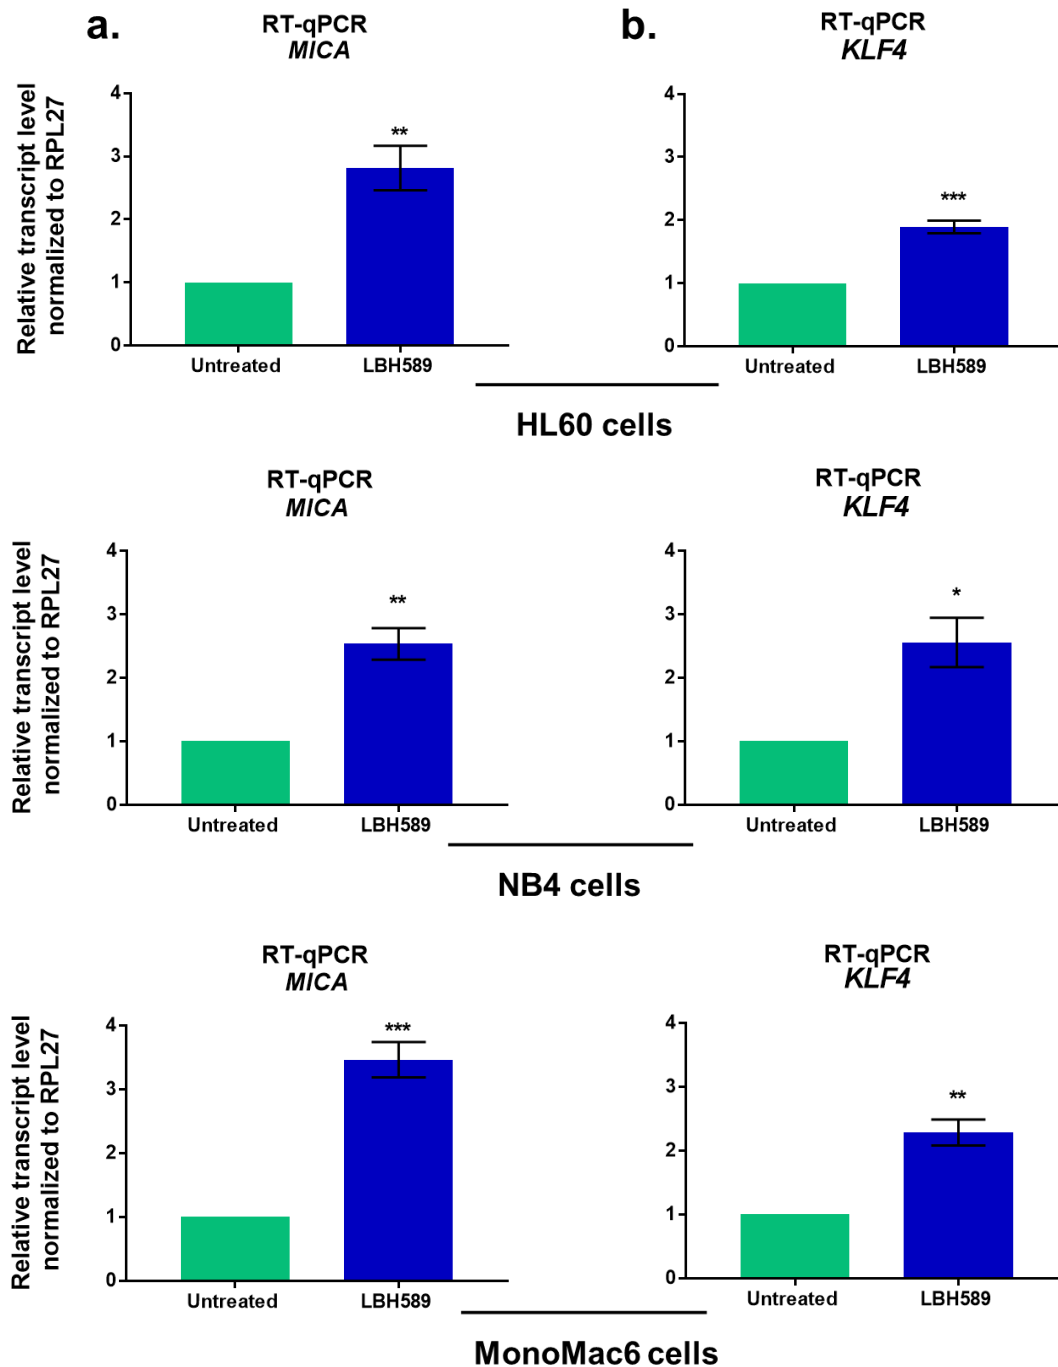 a.
RT-qPCR
MICA
Relative transcript level
normalized to RPL27
4
3
2
1
0
**
Untreated
LBH589
b.
RT-qPCR
KLF4
4
3
2
1
0
***
Untreated
LBH589
HL60 cells
RT-qPCR
MICA
Relative transcript level
normalized to RPL27
4
3
2
1
0
**
Untreated
LBH589
RT-qPCR
KLF4
4
3
2
1
0
*
Untreated
LBH589
NB4 cells
RT-qPCR
MICA
Relative transcript level
normalized to RPL27
4
3
2
1
0
***
Untreated
LBH589
RT-qPCR
KLF4
4
3
2
1
0
**
Untreated
LBH589
MonoMac6 cells